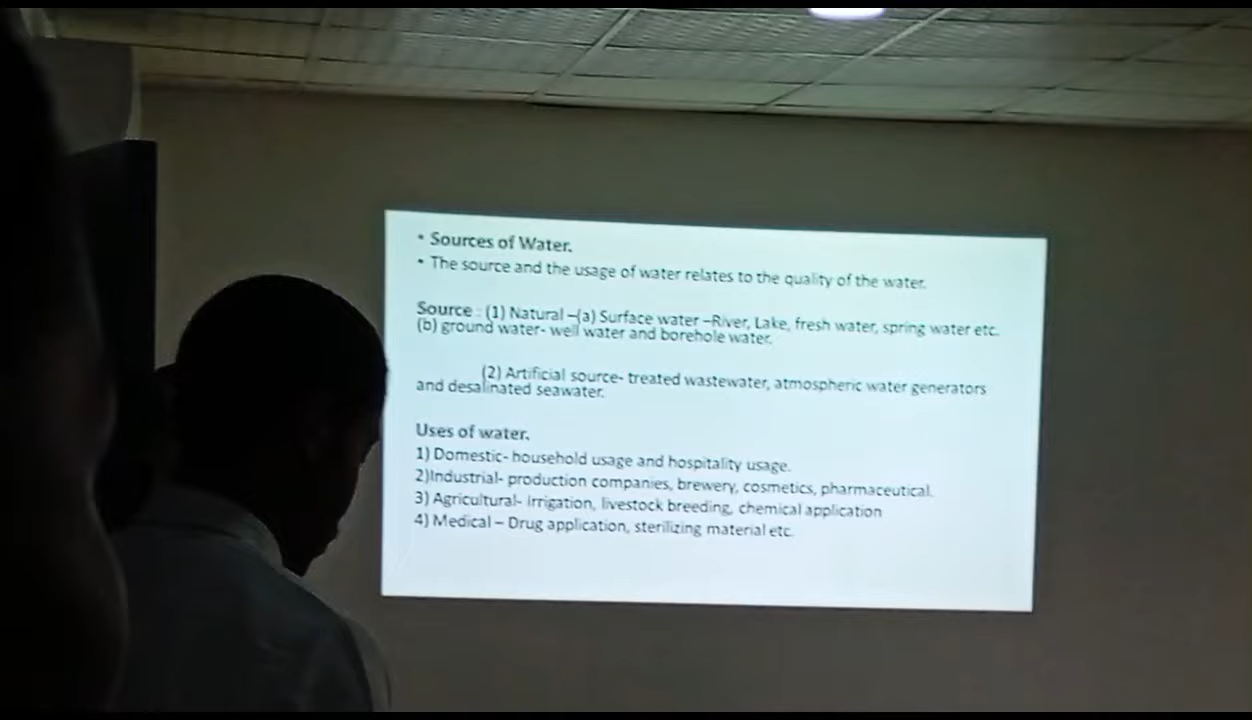 • Sources of Water.
• The source and the usage of water relates to the quality of the water.
Source : (1) Natural –(a) Surface water –River, Lake, fresh water, spring water etc.
(b) ground water- well water and borehole water.
(2) Artificial source- treated wastewater, atmospheric water generators
and desalinated seawater.
Uses of water.
1) Domestic- household usage and hospitality usage.
2)Industrial- production companies, brewery, cosmetics, pharmaceutical.
3) Agricultural- irrigation, livestock breeding, chemical application
4) Medical – Drug application, sterilizing material etc.